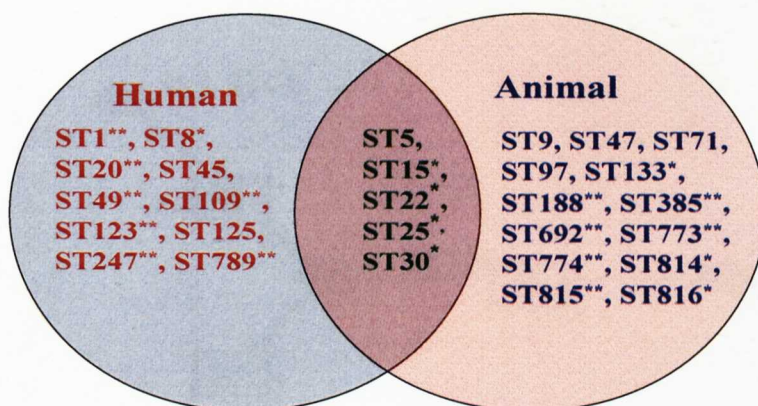 Human
ST1**, ST8*,
ST20**, ST45,
ST49**, ST109**,
ST123**, ST125,
ST247**, ST789**
ST5,
ST15*,
ST22*,
ST25*,
ST30*
Animal
ST9, ST47, ST71,
ST97, ST133*,
ST188**, ST385**,
ST692**, ST773**,
ST774**, ST814*,
ST815**, ST816*